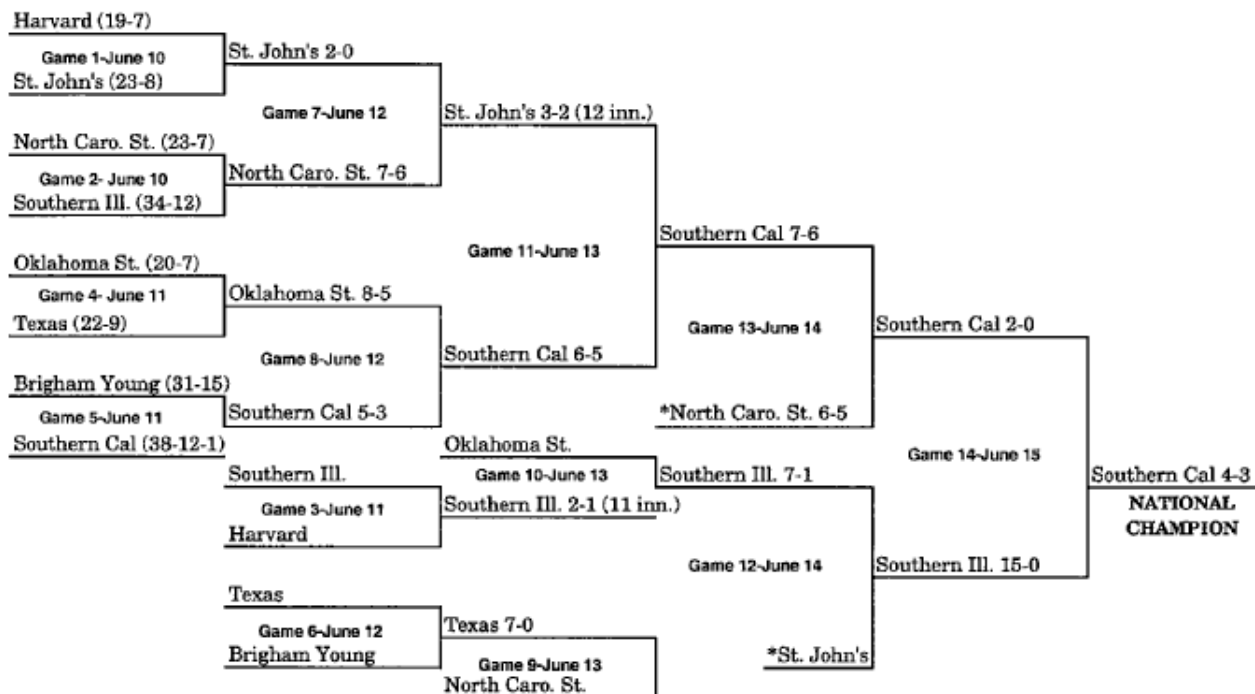 Harvard (19-7)
Game 1-June 10
St. John's (23-8)
St. John's 2-0
Game 7-June 12
St. John's 3-2 (12 inn.)
North Caro. St. (23-7)
Game 2- June 10
Southern Ill. (34-12)
North Caro. St. 7-6
Game 11-June 13
Southern Cal 7-6
Oklahoma St. (20-7)
Game 4- June 11
Texas (22-9)
Oklahoma St. 8-5
Game 8-June 12
Southern Cal 6-5
Game 13-June 14
Southern Cal 2-0
Brigham Young (31-15)
Game 5-June 11
Southern Cal (38-12-1)
Southern Cal 5-3
*North Caro. St. 6-5
Oklahoma St.
Game 10-June 13
Southern Ill. 7-1
Game 14-June 15
Southern Cal 4-3
NATIONAL
CHAMPION
Southern Ill.
Game 3-June 11
Harvard
Southern Ill. 2-1 (11 inn.)
Game 12-June 14
Southern Ill. 15-0
Texas
Game 6-June 12
Brigham Young
Texas 7-0
Game 9-June 13
North Caro. St.
*St. John's